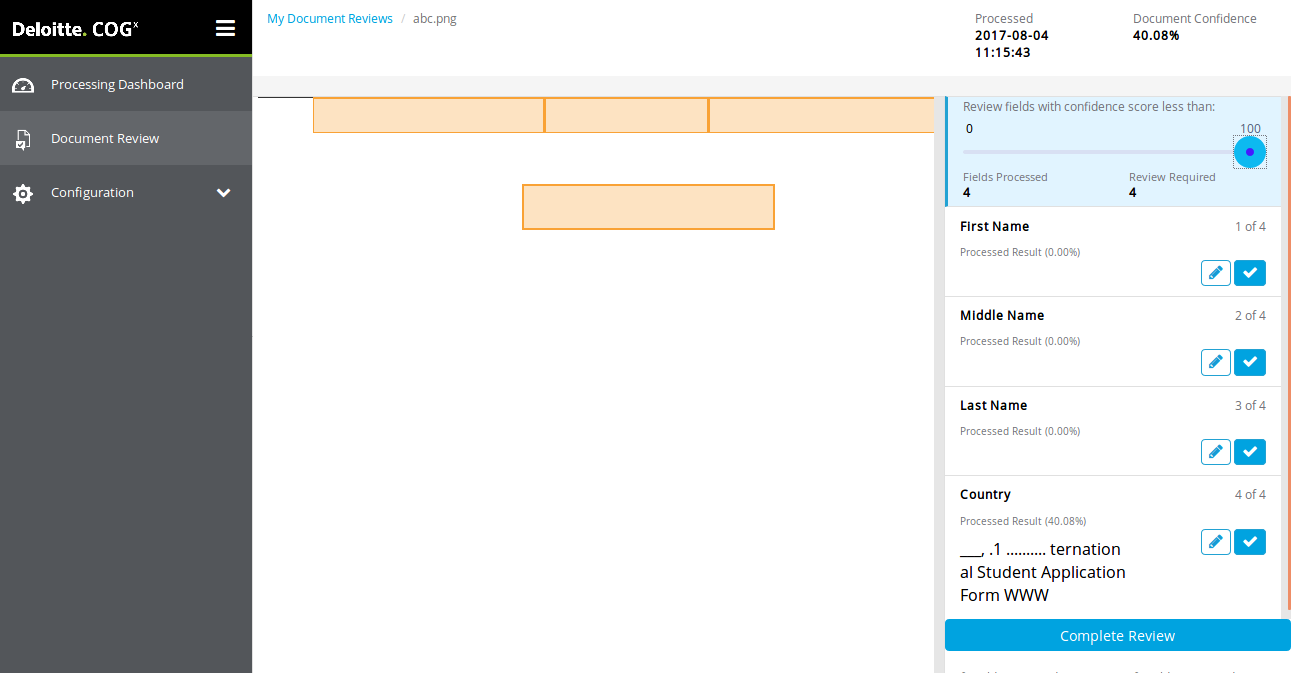 Deloitte. COGx
Processing Dashboard
Document Review
Configuration
My Document Reviews / abc.png
Processed
2017-08-04
11:15:43
Document Confidence
40.08%
Review fields with confidence score less than:
0
100
Fields Processed
4
Review Required
4
First Name
1 of 4
Processed Result (0.00%)
Middle Name
2 of 4
Processed Result (0.00%)
Last Name
3 of 4
Processed Result (0.00%)
Country
4 of 4
Processed Result (40.08%)
___, .1 .......... ternation
al Student Application
Form WWW
Complete Review